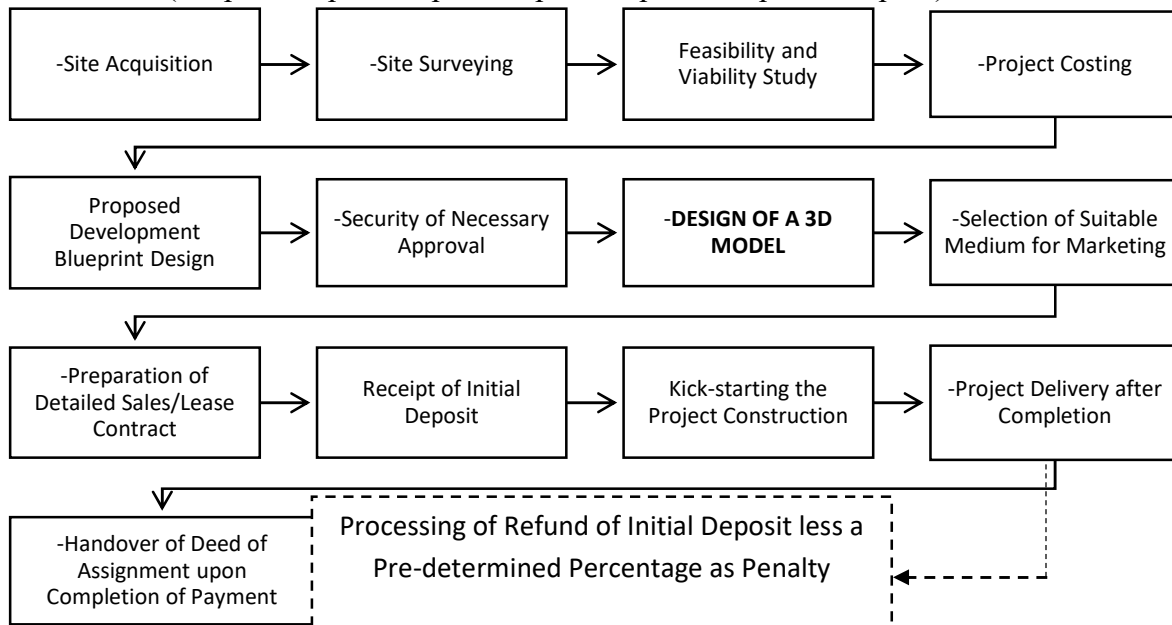 -Site Acquisition
-Site Surveying
Feasibility and
Viability Study
-Project Costing
Proposed
Development
Blueprint Design
-Security of Necessary
Approval
-DESIGN OF A 3D
MODEL
-Selection of Suitable
Medium for Marketing
-Preparation of
Detailed Sales/Lease
Contract
Receipt of Initial
Deposit
Kick-starting the
Project Construction
-Project Delivery after
Completion
-Handover of Deed of
Assignment upon
Completion of Payment
Processing of Refund of Initial Deposit less a
Pre-determined Percentage as Penalty